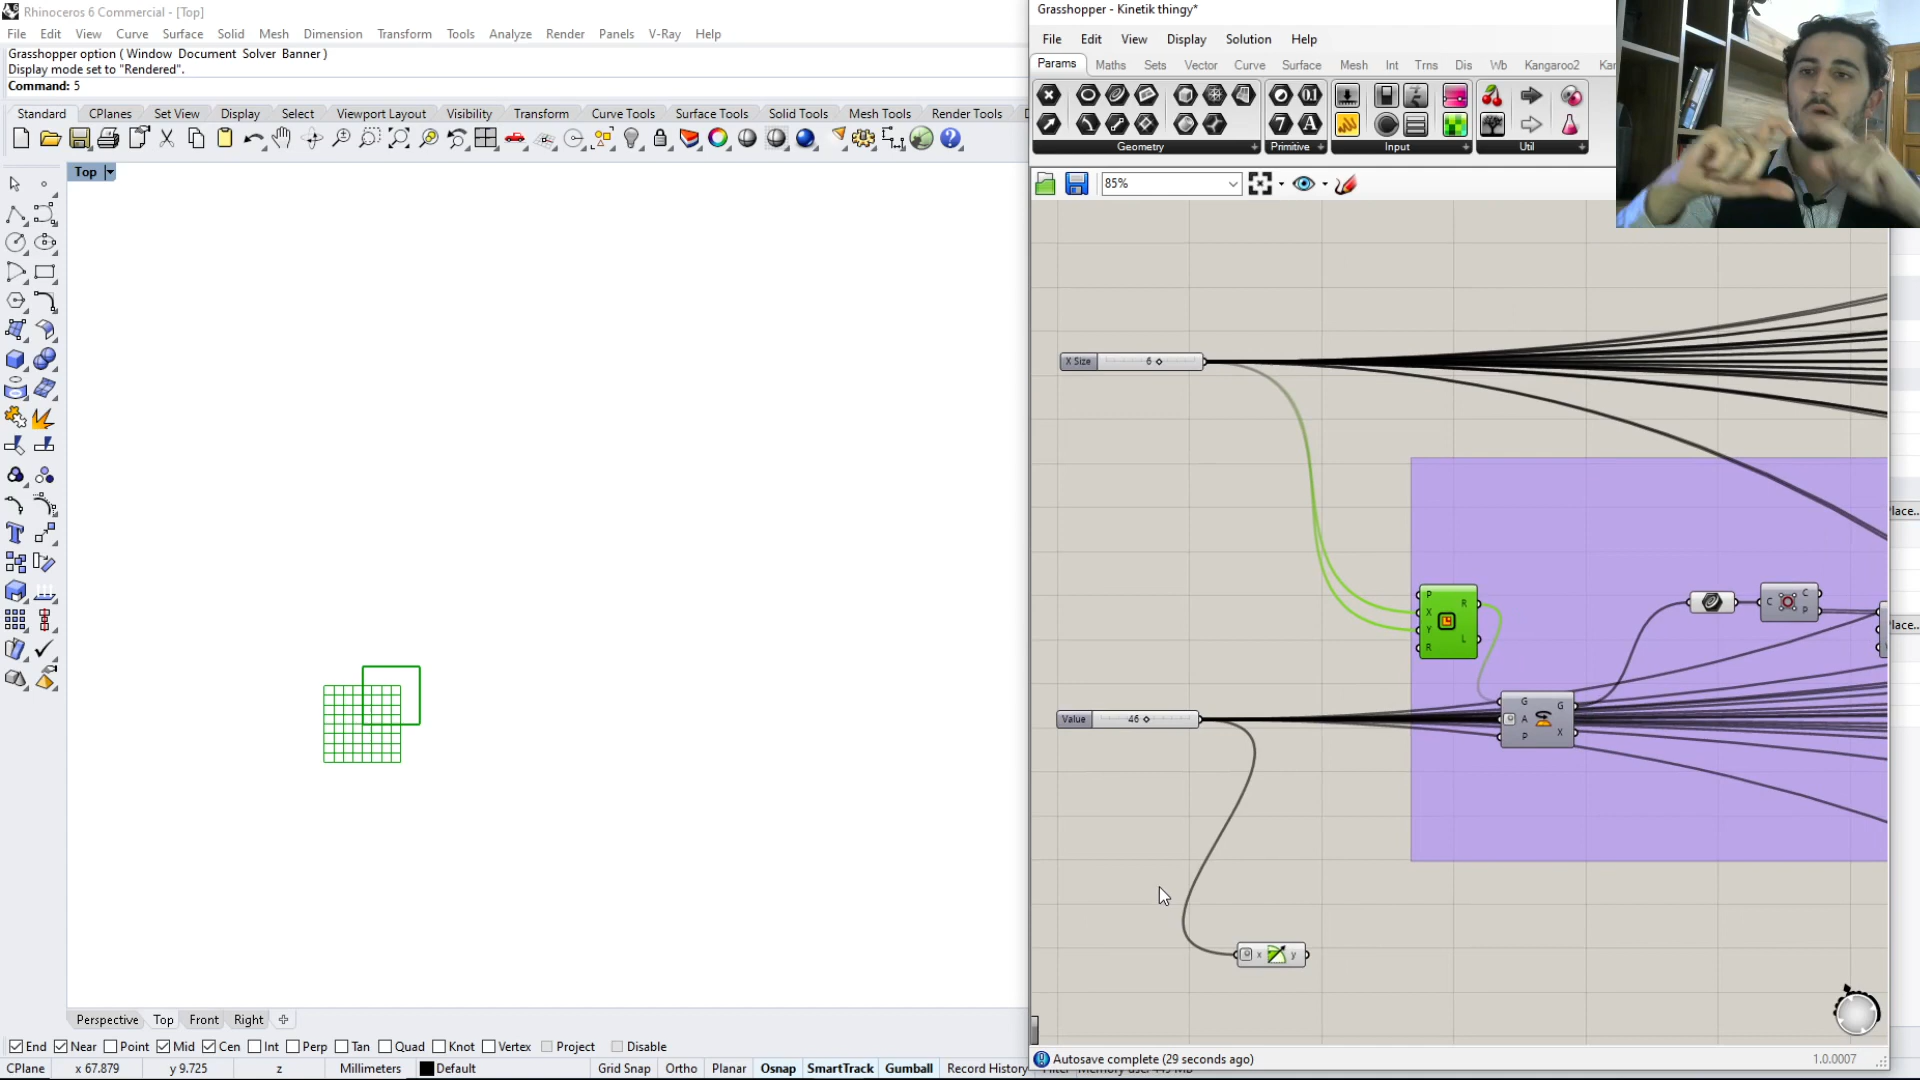 Rhinoceros 6 Commercial - [Top]
File Edit View Curve Surface Solid Mesh Dimension Transform Tools Analyze Render Panels V-Ray Help
Grasshopper option ( Window Document Solver Banner )
Display mode set to "Rendered".
Command: 5
Standard CPlanes Set View Display Select Viewport Layout Visibility Transform Curve Tools Surface Tools Solid Tools Mesh Tools Render Tools
Top
Perspective Top Front Right
End Near Point Mid Cen Int Perp Tan Quad Knot Vertex Project Disable
CPlane x 67.879 y 9.725 z Millimeters Default Grid Snap Ortho Planar Osnap SmartTrack Gumball Record History
Grasshopper - Kinetik thingy*
File Edit View Display Solution Help
Params Maths Sets Vector Curve Surface Mesh Int Trns Dis Wb Kangaroo2 Kar
Geometry Primitive Input Util
85%
X Size 6
P X Y R R L
C C P
Value 46
G A P G X
x y
Autosave complete (29 seconds ago)
1.0.0007
lace...
lace...